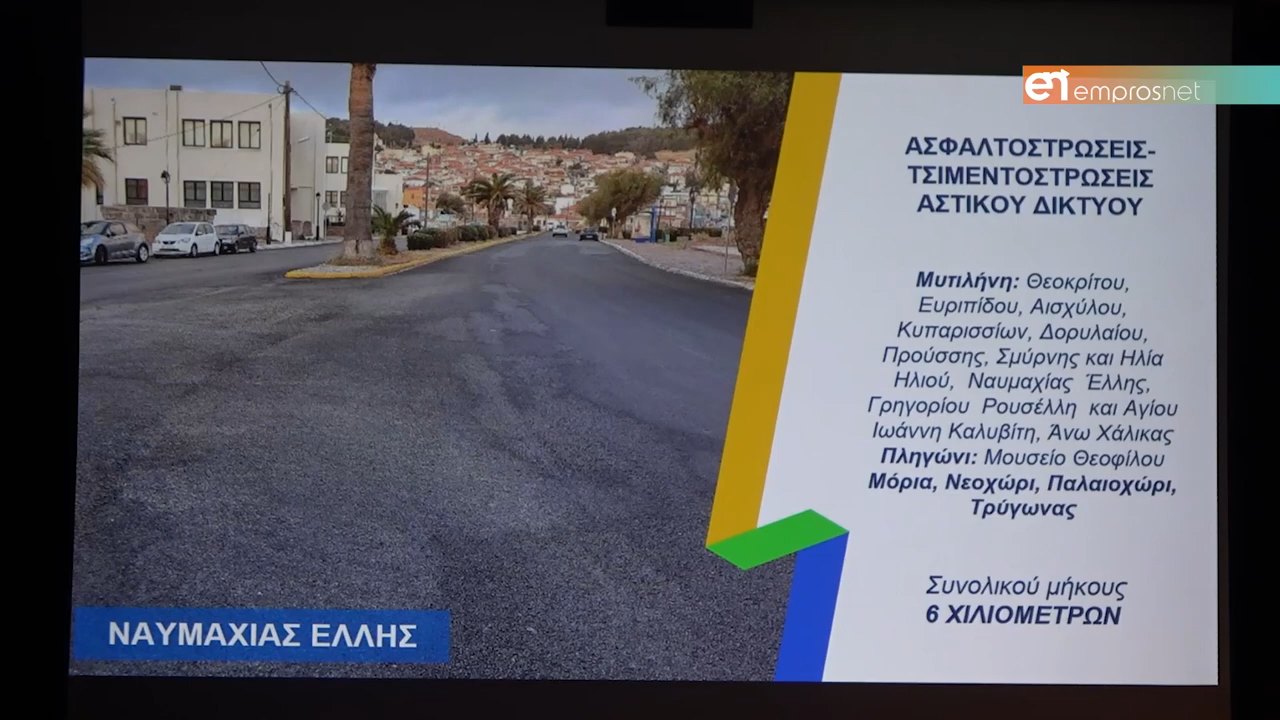 en emprosnet
ΑΣΦΑΛΤΟΣΤΡΩΣΕΙΣ-
ΤΣΙΜΕΝΤΟΣΤΡΩΣΕΙΣ
ΑΣΤΙΚΟΥ ΔΙΚΤΥΟΥ
Μυτιλήνη: Θεοκρίτου,
Ευριπίδου, Αισχύλου,
Κυπαρισσίων, Δορυλαίου,
Προύσσης, Σμύρνης και Ηλία
Ηλιού, Ναυμαχίας Έλλης,
Γρηγορίου Ρουσέλλη και Αγίου
Ιωάννη Καλυβίτη, Άνω Χάλικας
Πληγώνι: Μουσείο Θεοφίλου
Μόρια, Νεοχώρι, Παλαιοχώρι,
Τρύγωνας
Συνολικού μήκους
6 ΧΙΛΙΟΜΕΤΡΩΝ
ΝΑΥΜΑΧΙΑΣ ΕΛΛΗΣ